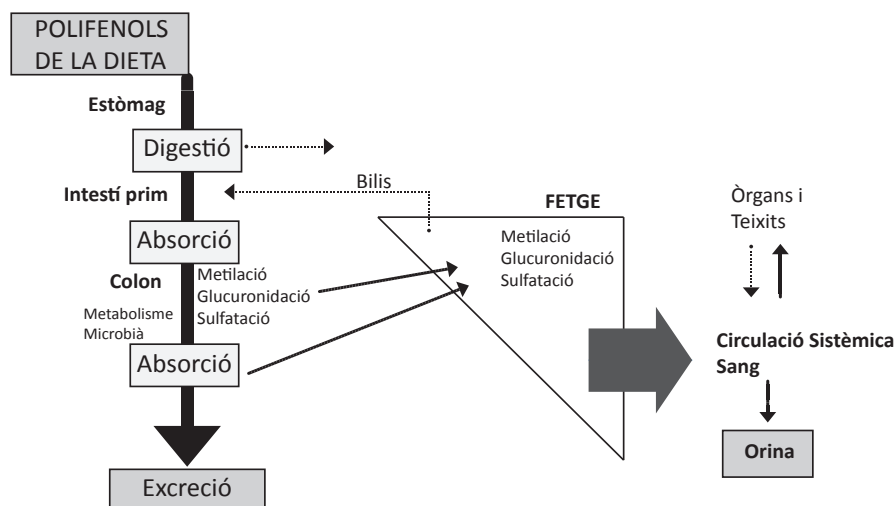 POLIFENOLS
DE LA DIETA
Estòmag
Digestió
Intestí prim
Bilis
Absorció
Colon
Metilació
Glucuronidació
Sulfatació
Metabolisme
Microbià
Absorció
Excreció
FETGE
Metilació
Glucuronidació
Sulfatació
Òrgans i
Teixits
Circulació Sistèmica
Sang
Orina